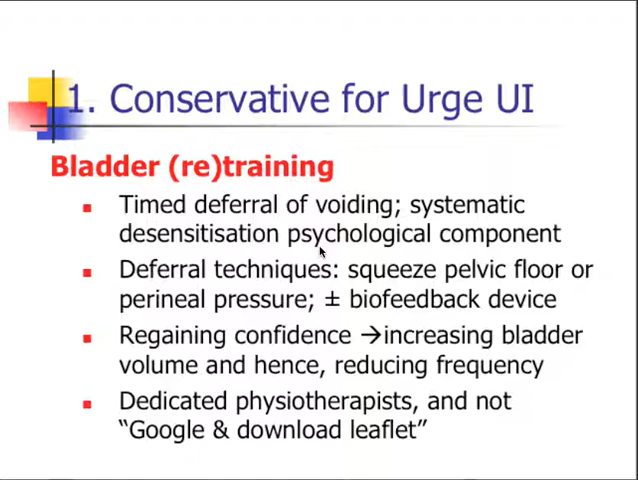 1. Conservative for Urge UI
Bladder (re)training
Timed deferral of voiding; systematic
desensitisation psychological component
Deferral techniques: squeeze pelvic floor or
perineal pressure; ± biofeedback device
Regaining confidence →increasing bladder
volume and hence, reducing frequency
Dedicated physiotherapists, and not
“Google & download leaflet”